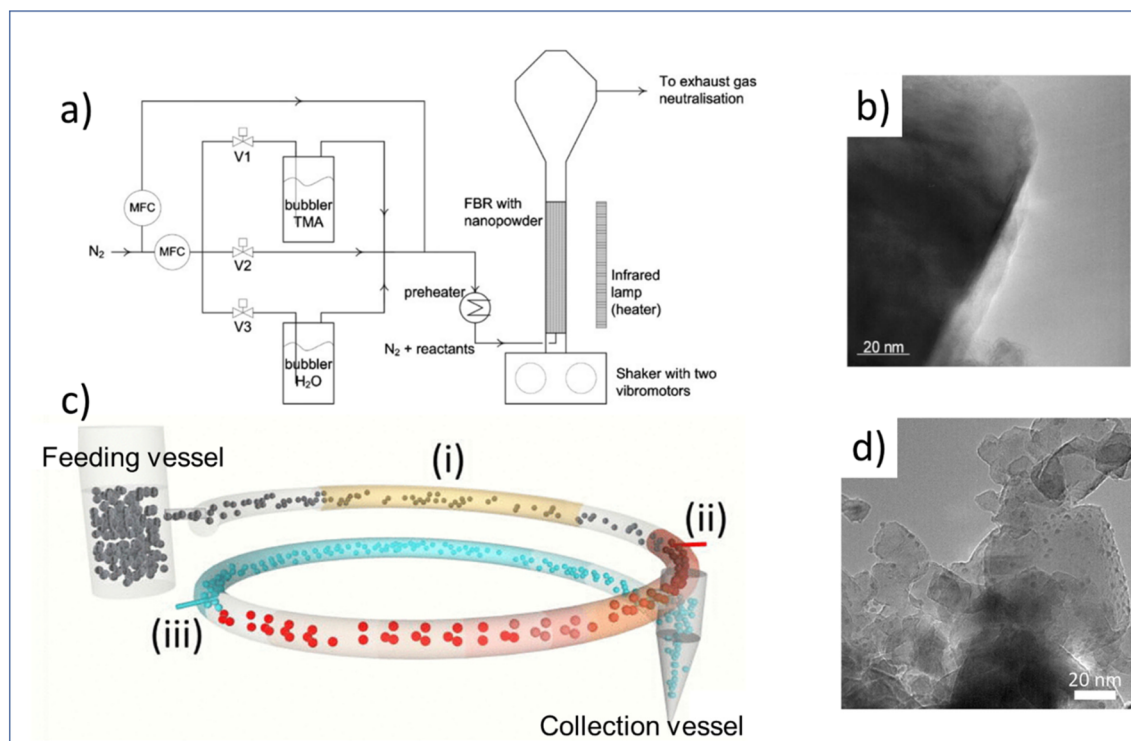 a)
To exhaust gas
neutralisation
V1
bubbler
TMA
MFC
N₂
MFC
V2
FBR with
nanopowder
Infrared
lamp
(heater)
preheater
V3
bubbler
H₂O
N₂ + reactants
Shaker with two
vibromotors
b)
20 nm
c)
Feeding vessel
(i)
(ii)
(iii)
Collection vessel
d)
20 nm